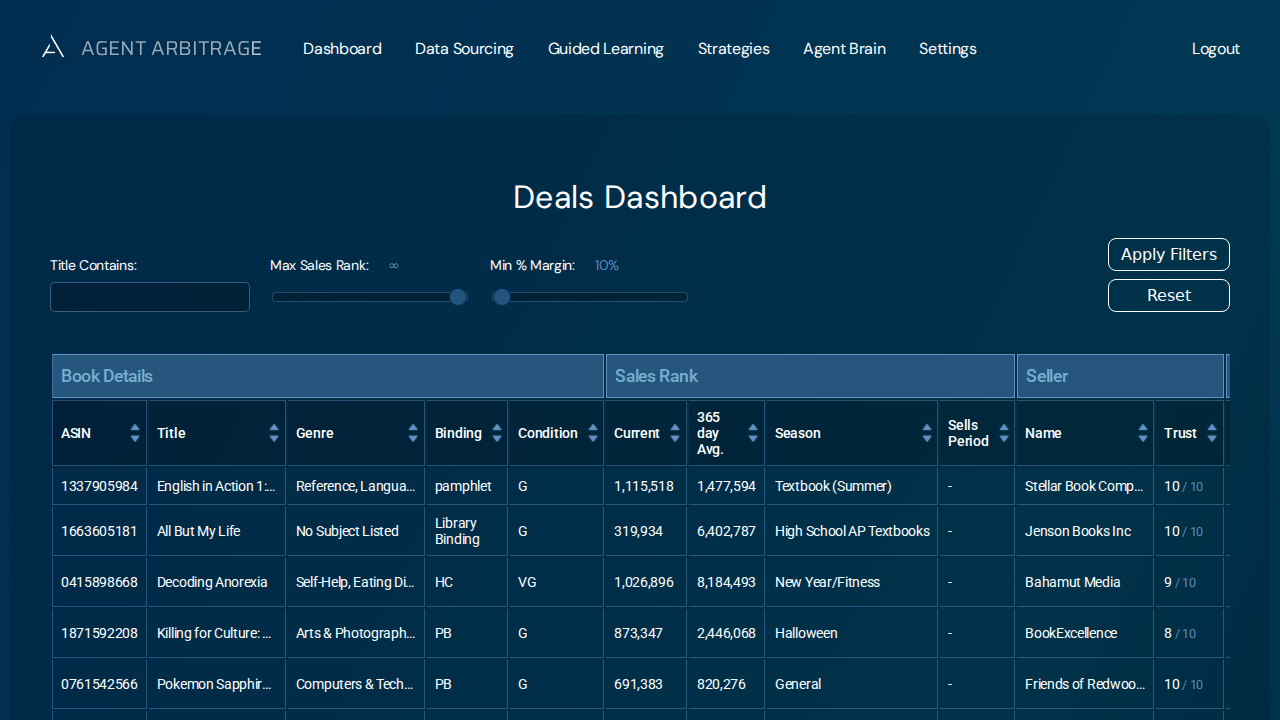 AGENT ARBITRAGE Dashboard Data Sourcing Guided Learning Strategies Agent Brain Settings Logout
Deals Dashboard
Title Contains: Max Sales Rank: ∞ Min % Margin: 10%
Apply Filters
Reset
Book Details Sales Rank Seller
ASIN Title Genre Binding Condition Current 365 day Avg. Season Sells Period Name Trust
1337905984 English in Action 1:... Reference, Langua... pamphlet G 1,115,518 1,477,594 Textbook (Summer) - Stellar Book Comp... 10 / 10
1663605181 All But My Life No Subject Listed Library Binding G 319,934 6,402,787 High School AP Textbooks - Jenson Books Inc 10 / 10
0415898668 Decoding Anorexia Self-Help, Eating Di... HC VG 1,026,896 8,184,493 New Year/Fitness - Bahamut Media 9 / 10
1871592208 Killing for Culture: ... Arts & Photograph... PB G 873,347 2,446,068 Halloween - BookExcellence 8 / 10
0761542566 Pokemon Sapphir... Computers & Tech... PB G 691,383 820,276 General - Friends of Redwoo... 10 / 10